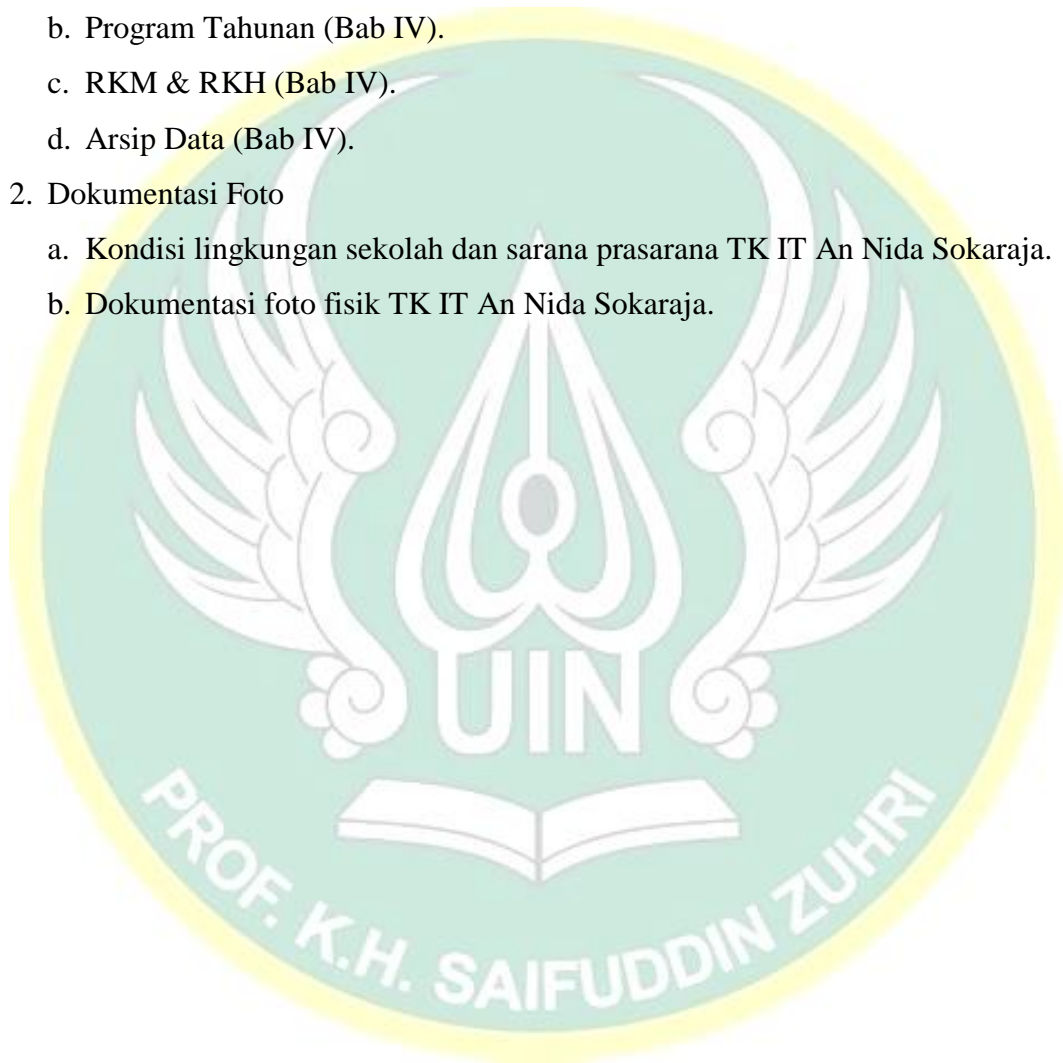 b. Program Tahunan (Bab IV).
c. RKM & RKH (Bab IV).
d. Arsip Data (Bab IV).
2. Dokumentasi Foto
a. Kondisi lingkungan sekolah dan sarana prasarana TK IT An Nida Sokaraja.
b. Dokumentasi foto fisik TK IT An Nida Sokaraja.
UIN
PROF. K.H. SAIFUDDIN ZUHRI